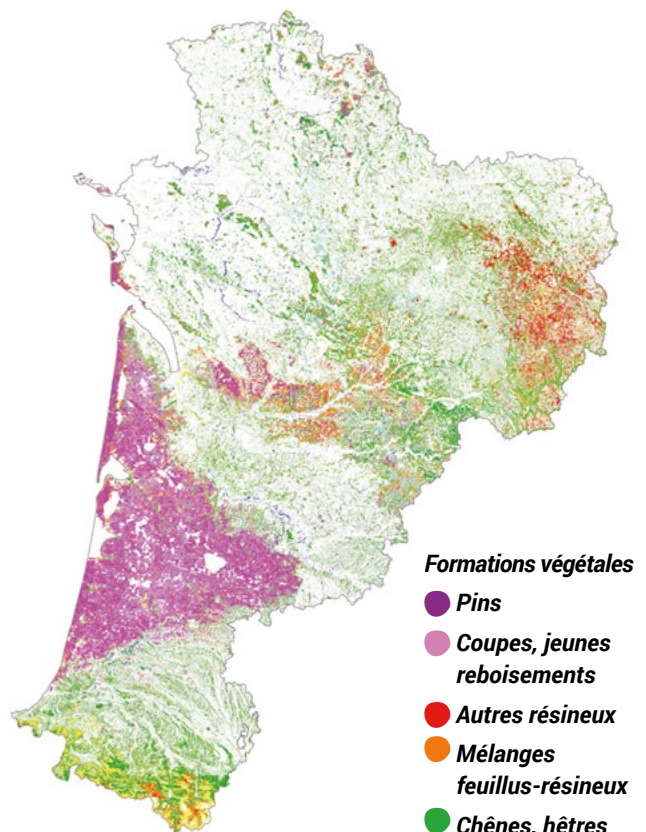 Formations végétales
Pins
Coupes, jeunes
reboisements
Autres résineux
Mélanges
feuillus-résineux
Chênes, hêtres